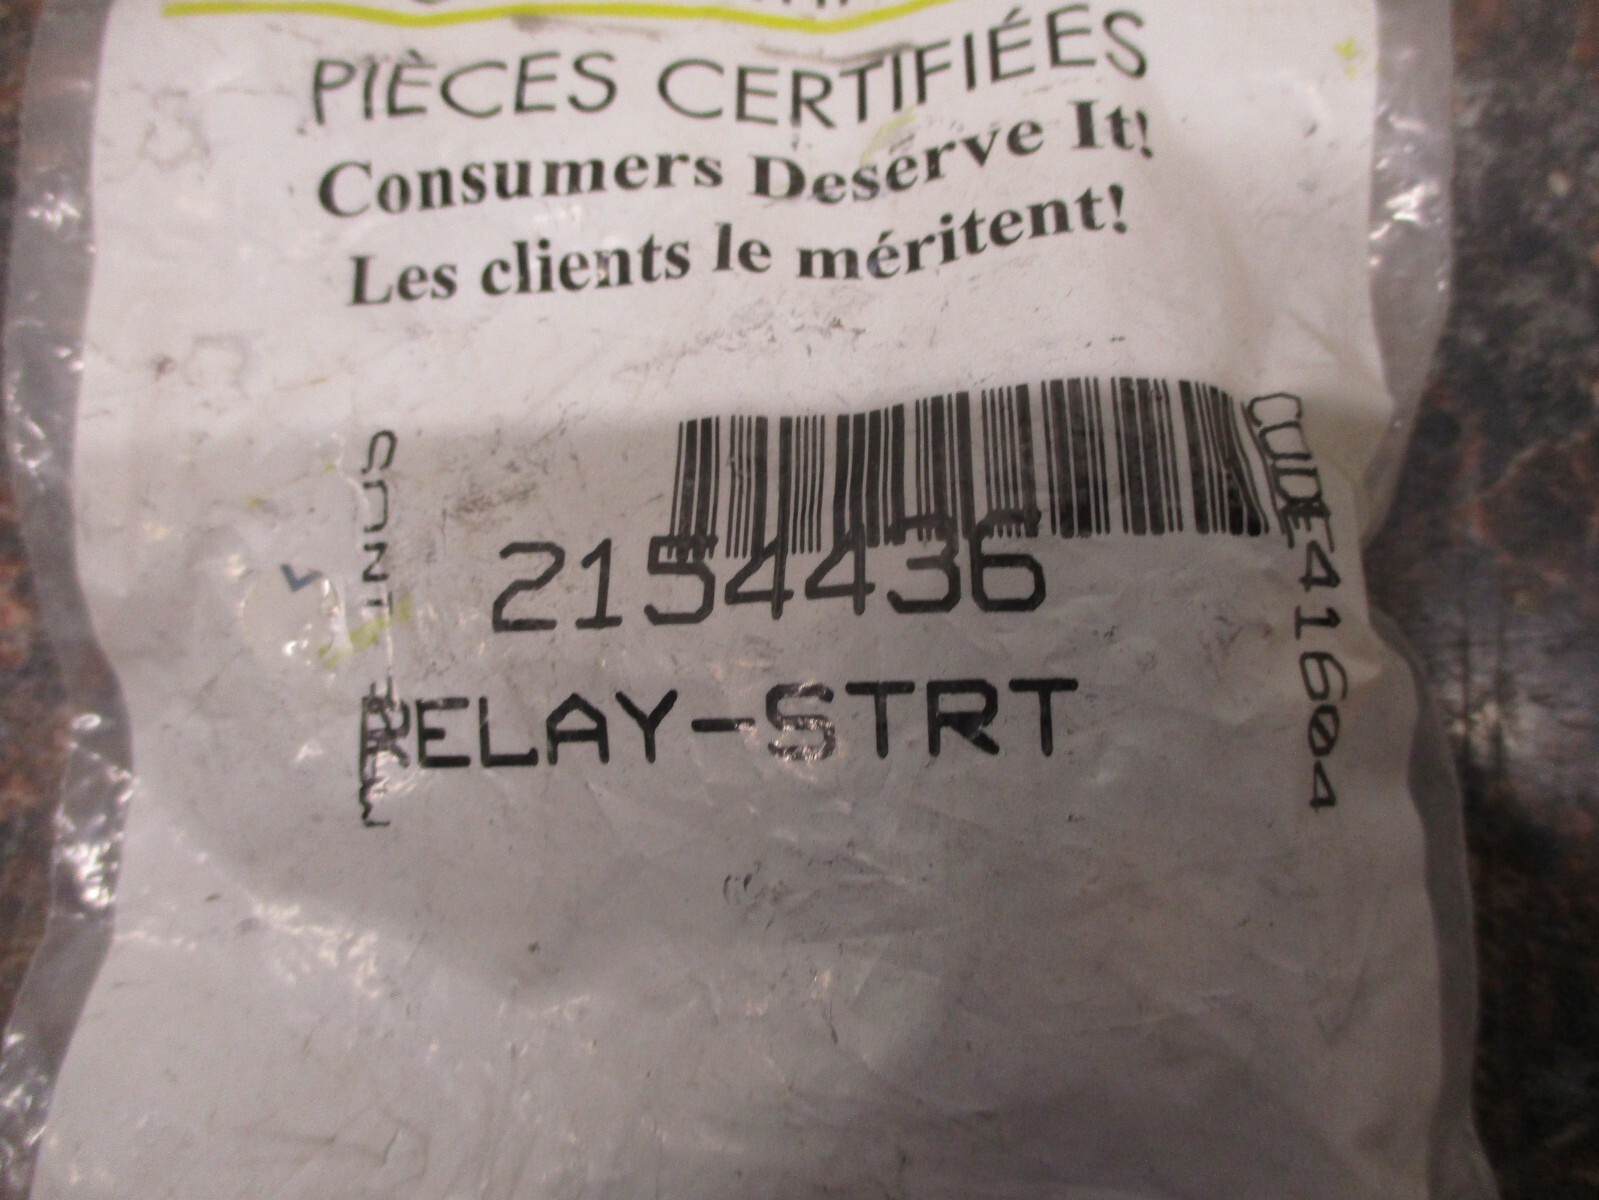 PIÈCES CERTIFIÉES
Consumers Deserve It!
Les clients le méritent!
2154436
RELAY-STRT
CODE 41604